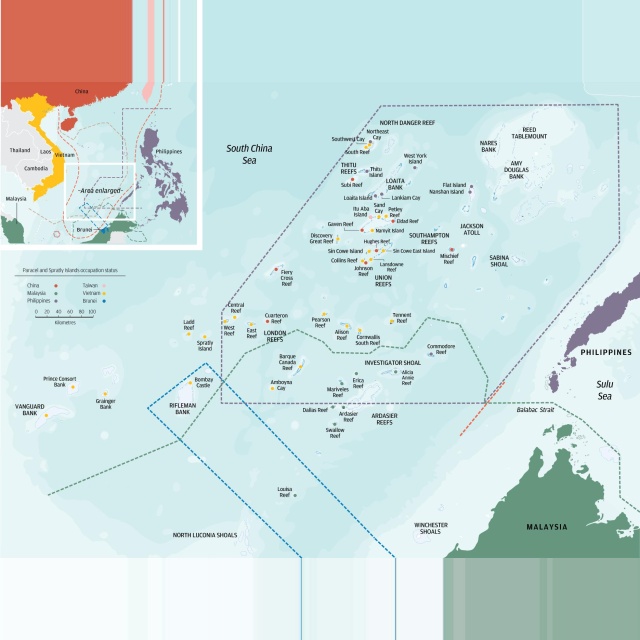 China
Thailand
Laos
Vietnam
Cambodia
Philippines
Malaysia
Area enlarged
Brunei
South China
Sea
Paracel and Spratly Islands occupation status
China
Malaysia
Philippines
Taiwan
Vietnam
Brunei
0 20 40 60 80 100
Kilometres
NORTH DANGER REEF
Northeast
Cay
Southwest Cay
South Reef
THITU
REEFS
Thitu
Island
West York
Island
Subi Reef
LOAITA
BANK
Flat Island
Nanshan Island
Loaita Island
Lankiam Cay
Itu Aba
Island
Sand
Cay
Petley
Reef
Eldad Reef
Gaven Reef
Namyit Island
Discovery
Great Reef
Hughes Reef
SOUTHAMPTON
REEFS
JACKSON
ATOLL
Sin Cowe Island
Sin Cowe East Island
Collins Reef
Lansdowne
Reef
Johnson
Reef
Mischief
Reef
SABINA
SHOAL
UNION
REEFS
Fiery
Cross
Reef
NARES
BANK
REED
TABLEMOUNT
AMY
DOUGLAS
BANK
Central
Reef
Ladd
Reef
Spratly
Island
West
Reef
East
Reef
Cuarteron
Reef
LONDON
REEFS
Pearson
Reef
Alison
Reef
Cornwallis
South Reef
Tennent
Reef
Commodore
Reef
Barque
Canada
Reef
INVESTIGATOR SHOAL
Amboyna
Cay
Mariveles
Reef
Erica
Reef
Alicia
Annie
Reef
Dallas Reef
Ardasier
Reef
ARDASIER
REEFS
Swallow
Reef
Prince Consort
Bank
VANGUARD
BANK
Grainger
Bank
Bombay
Castle
RIFLEMAN
BANK
PHILIPPINES
Sulu
Sea
Balabac Strait
Louisa
Reef
NORTH LUCONIA SHOALS
WINCHESTER
SHOALS
MALAYSIA